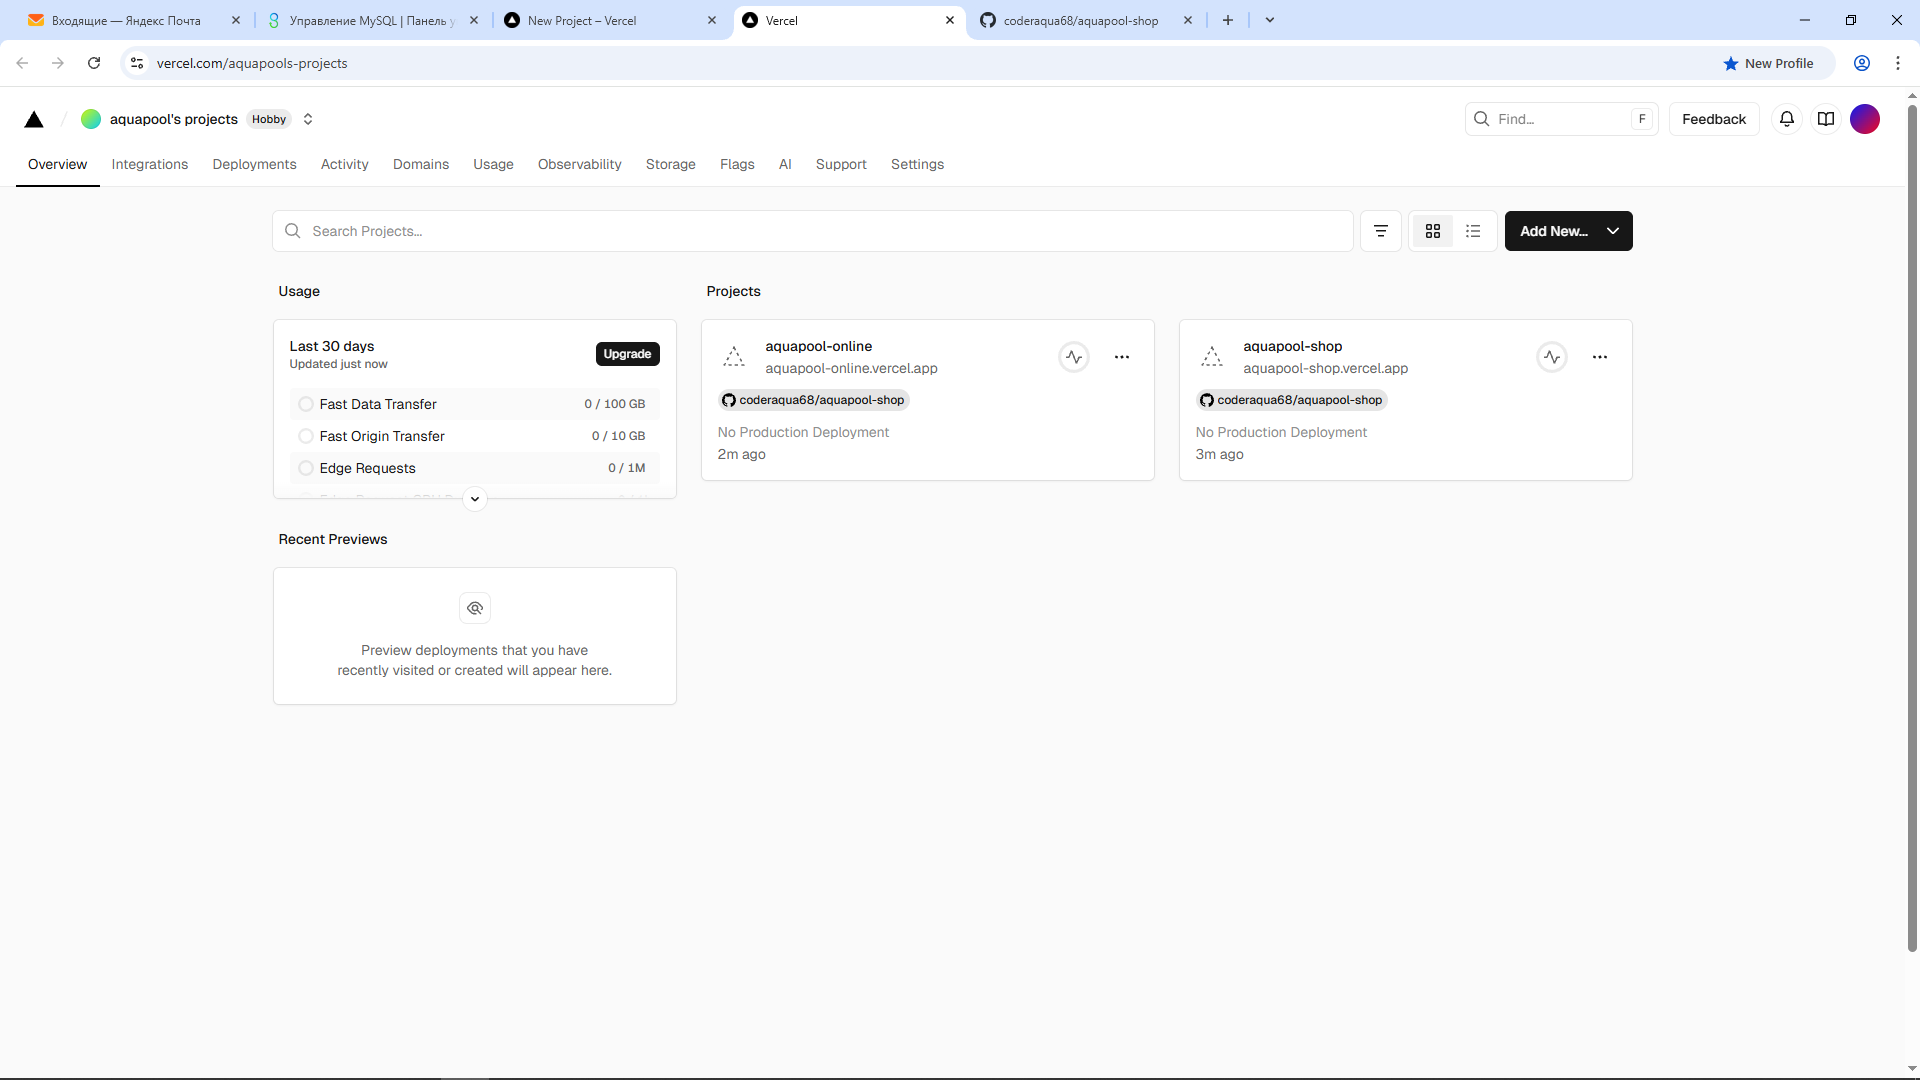 Входящие — Яндекс Почта
Управление MySQL | Панель у
New Project – Vercel
Vercel
coderaqua68/aquapool-shop
vercel.com/aquapools-projects
New Profile
aquapool's projects
Hobby
Find...
F
Feedback
Overview
Integrations
Deployments
Activity
Domains
Usage
Observability
Storage
Flags
AI
Support
Settings
Search Projects...
Add New...
Usage
Projects
Last 30 days
Updated just now
Upgrade
Fast Data Transfer
0 / 100 GB
Fast Origin Transfer
0 / 10 GB
Edge Requests
0 / 1M
aquapool-online
aquapool-online.vercel.app
coderaqua68/aquapool-shop
No Production Deployment
2m ago
aquapool-shop
aquapool-shop.vercel.app
coderaqua68/aquapool-shop
No Production Deployment
3m ago
Recent Previews
Preview deployments that you have
recently visited or created will appear here.